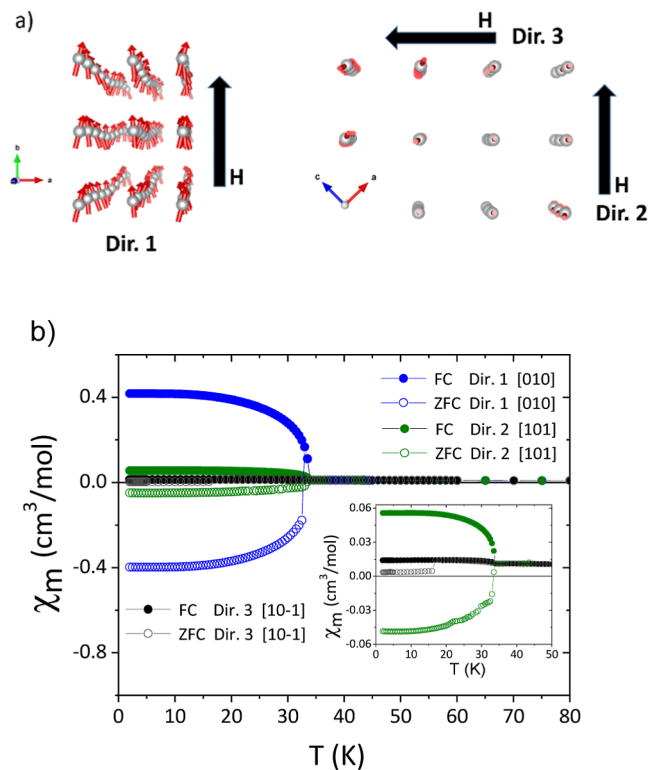 a)
H
Dir. 3
b
a
H
Dir. 1
c
a
H
Dir. 2
b)
χm (cm³/mol)
0.4
0.0
-0.4
-0.8
FC Dir. 1 [010]
ZFC Dir. 1 [010]
FC Dir. 2 [101]
ZFC Dir. 2 [101]
FC Dir. 3 [10-1]
ZFC Dir. 3 [10-1]
χm (cm³/mol)
0.06
0.03
0.00
-0.03
-0.06
0 10 20 30 40 50
T (K)
0 10 20 30 40 50 60 70 80
T (K)